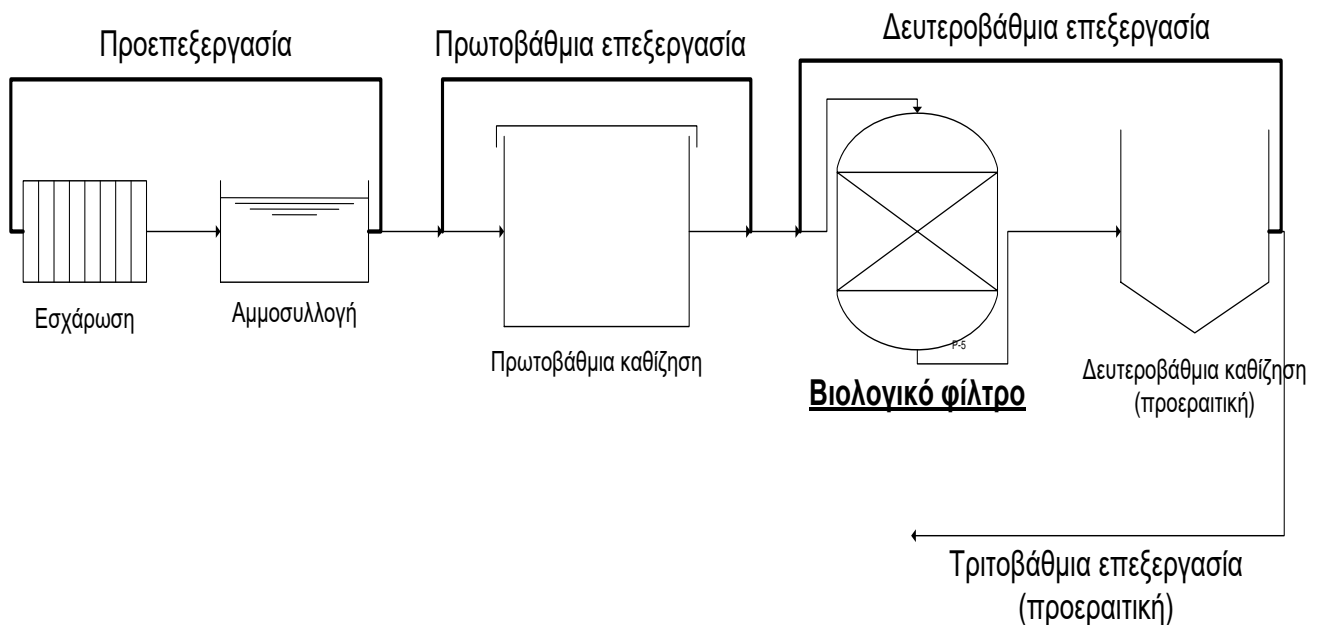 Προεπεξεργασία
Πρωτοβάθμια επεξεργασία
Δευτεροβάθμια επεξεργασία
Εσχάρωση
Αμμοσυλλογή
Πρωτοβάθμια καθίζηση
P-5
Βιολογικό φίλτρο
Δευτεροβάθμια καθίζηση
(προεραιτική)
Τριτοβάθμια επεξεργασία
(προεραιτική)